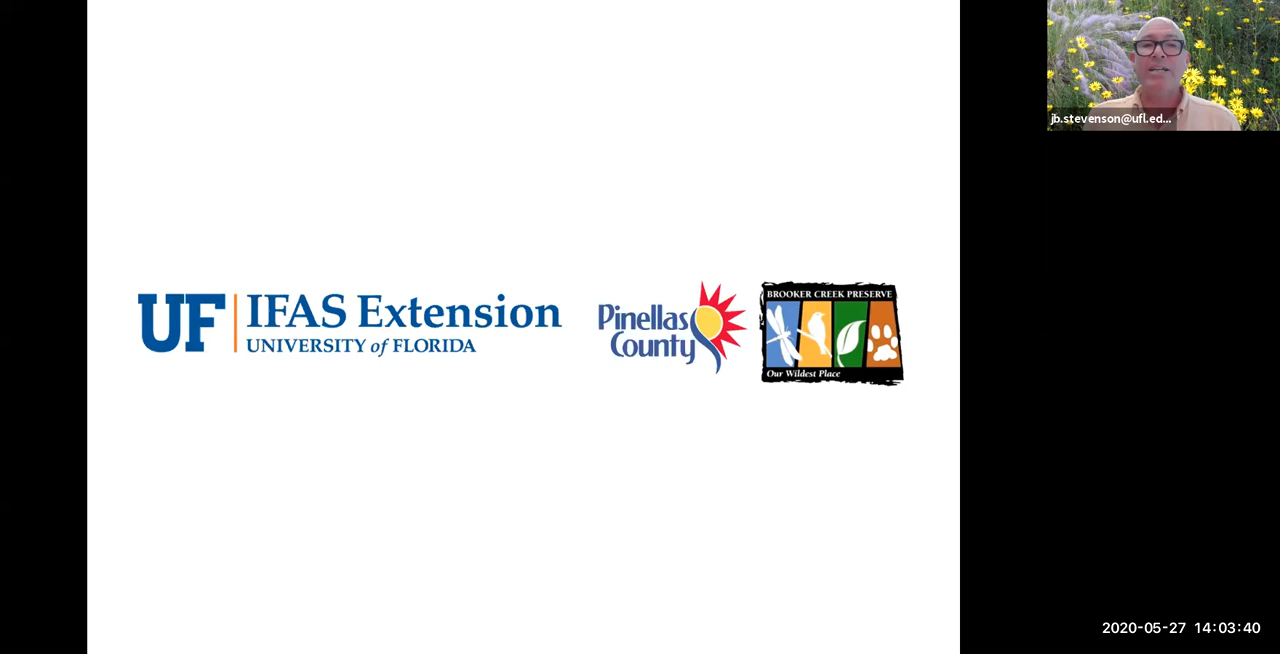 jb.stevenson@ufl.ed...
UF
IFAS Extension
UNIVERSITY of FLORIDA
Pinellas
County
BROOKER CREEK PRESERVE
Our Wildest Place
2020-05-27 14:03:40